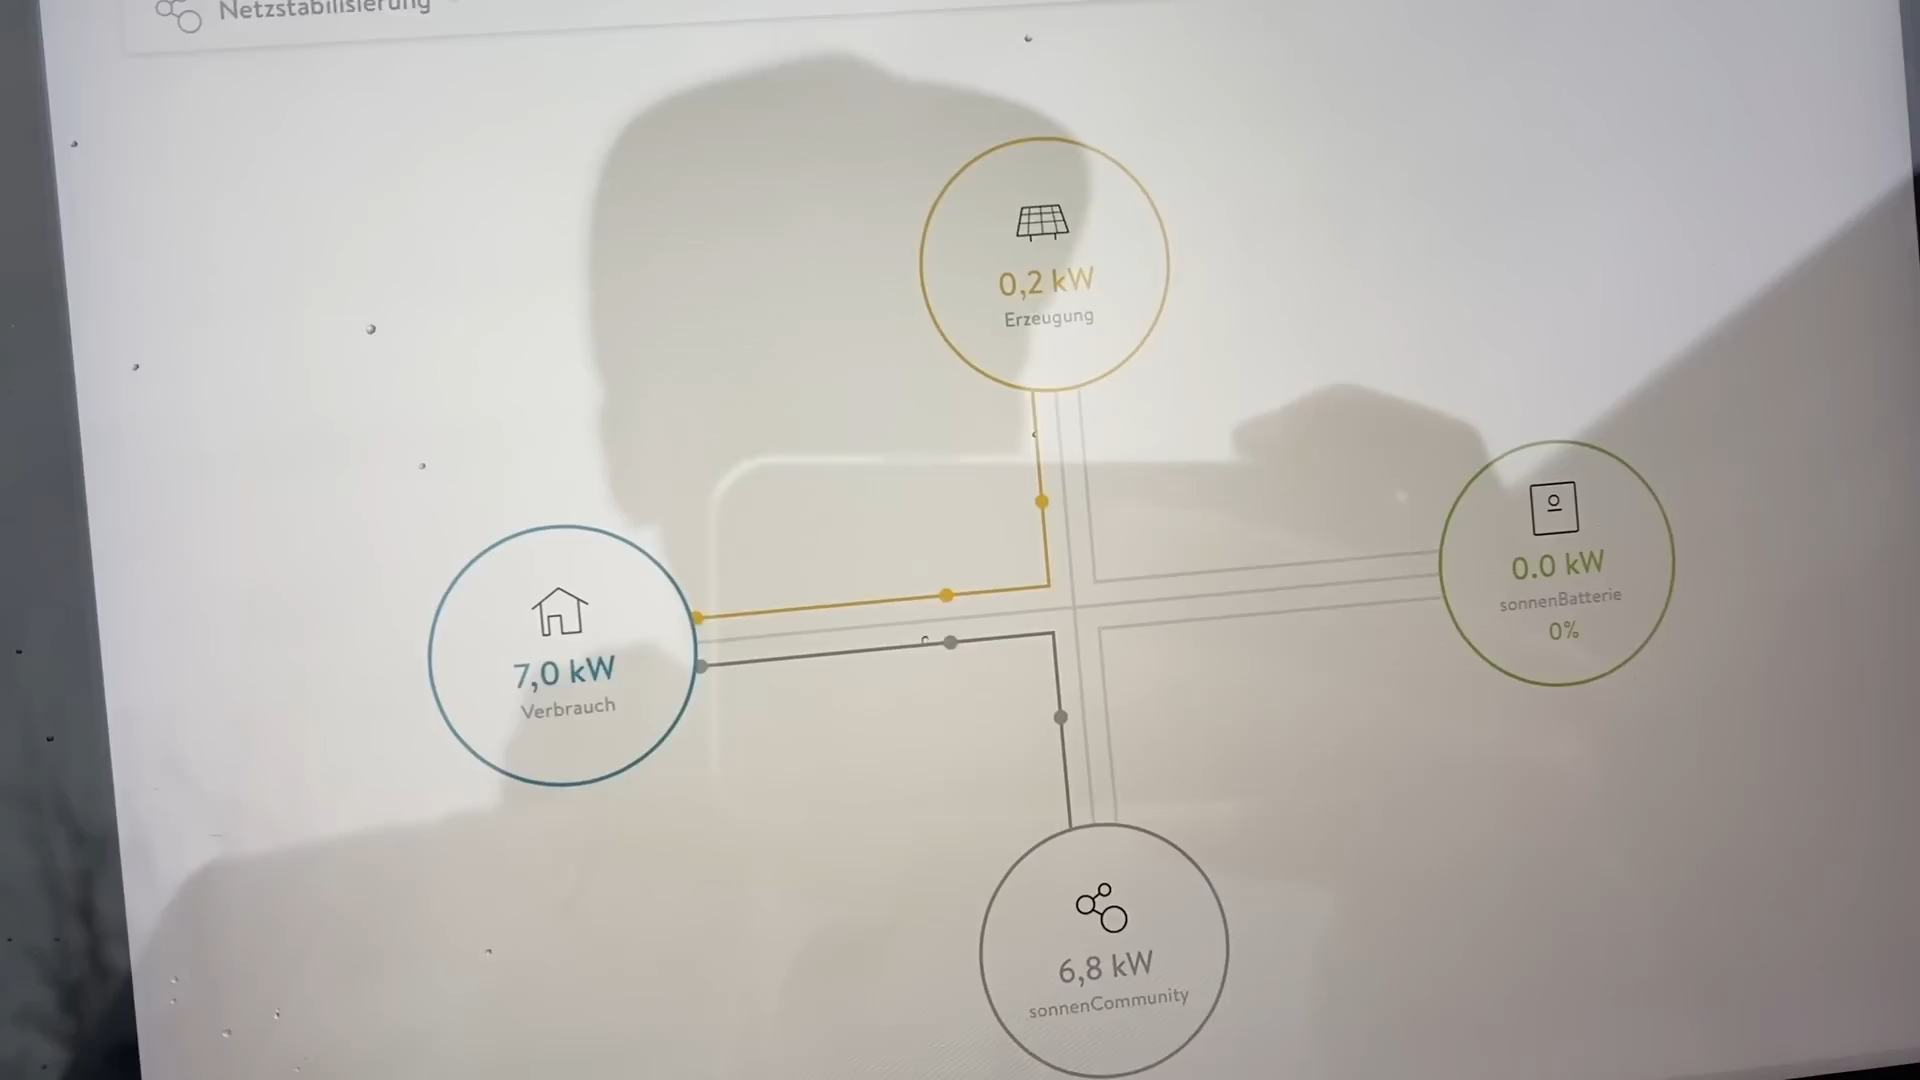 Netzstabilisierung
0,2 kW
Erzeugung
0.0 kW
sonnenBatterie
0%
7,0 kW
Verbrauch
6,8 kW
sonnenCommunity